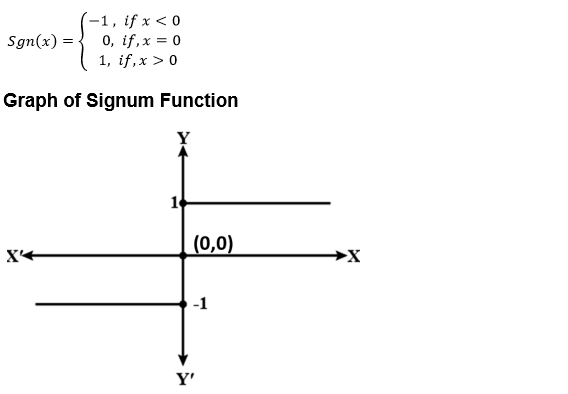 −1, if x < 0
Sgn(x) = { 0, if,x = 0
1, if,x > 0
Graph of Signum Function
Y
1
(0,0)
X' X
-1
Y'